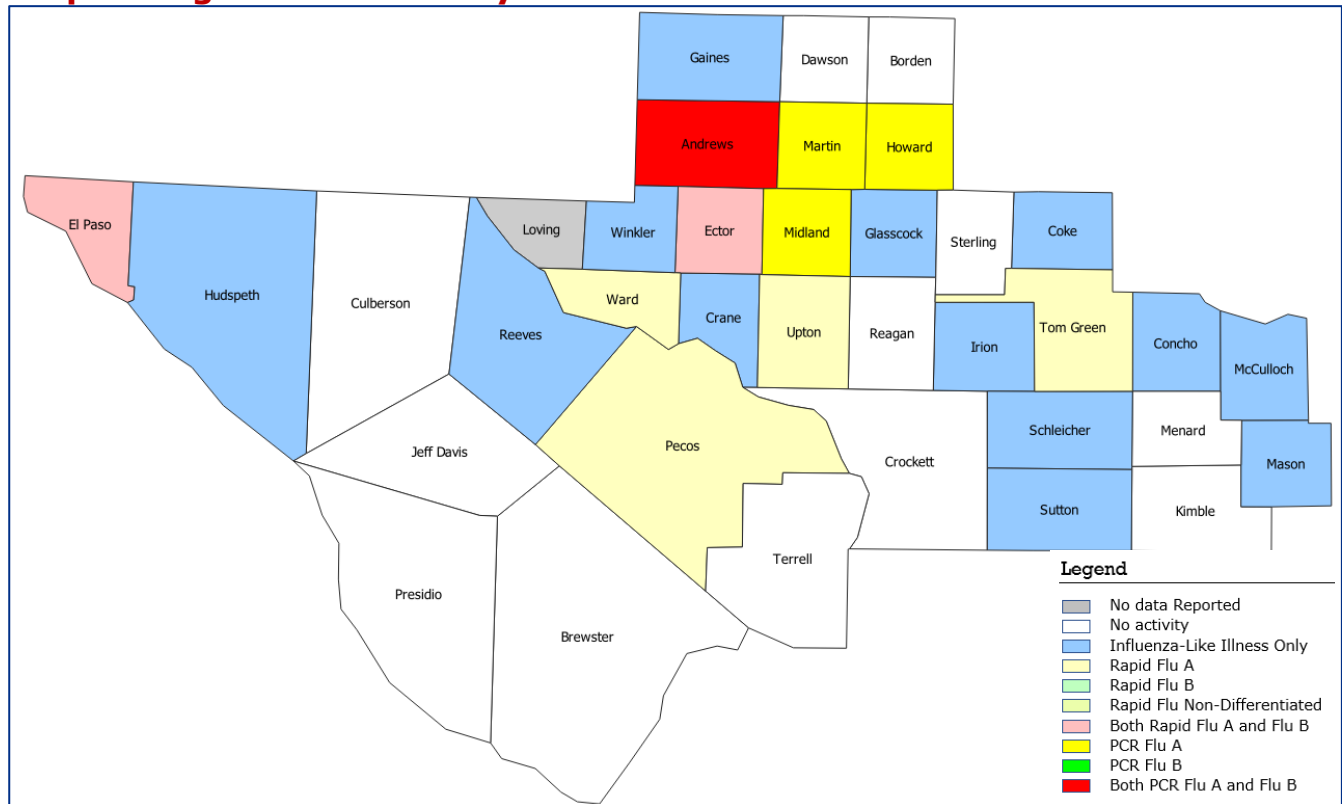 Gaines
Dawson
Borden
Andrews
Martin
Howard
El Paso
Hudspeth
Culberson
Loving
Winkler
Ector
Midland
Glasscock
Sterling
Coke
Reeves
Ward
Crane
Upton
Reagan
Irion
Tom Green
Concho
McCulloch
Jeff Davis
Pecos
Crockett
Schleicher
Menard
Mason
Sutton
Kimble
Terrell
Presidio
Brewster
Legend
No data Reported
No activity
Influenza-Like Illness Only
Rapid Flu A
Rapid Flu B
Rapid Flu Non-Differentiated
Both Rapid Flu A and Flu B
PCR Flu A
PCR Flu B
Both PCR Flu A and Flu B